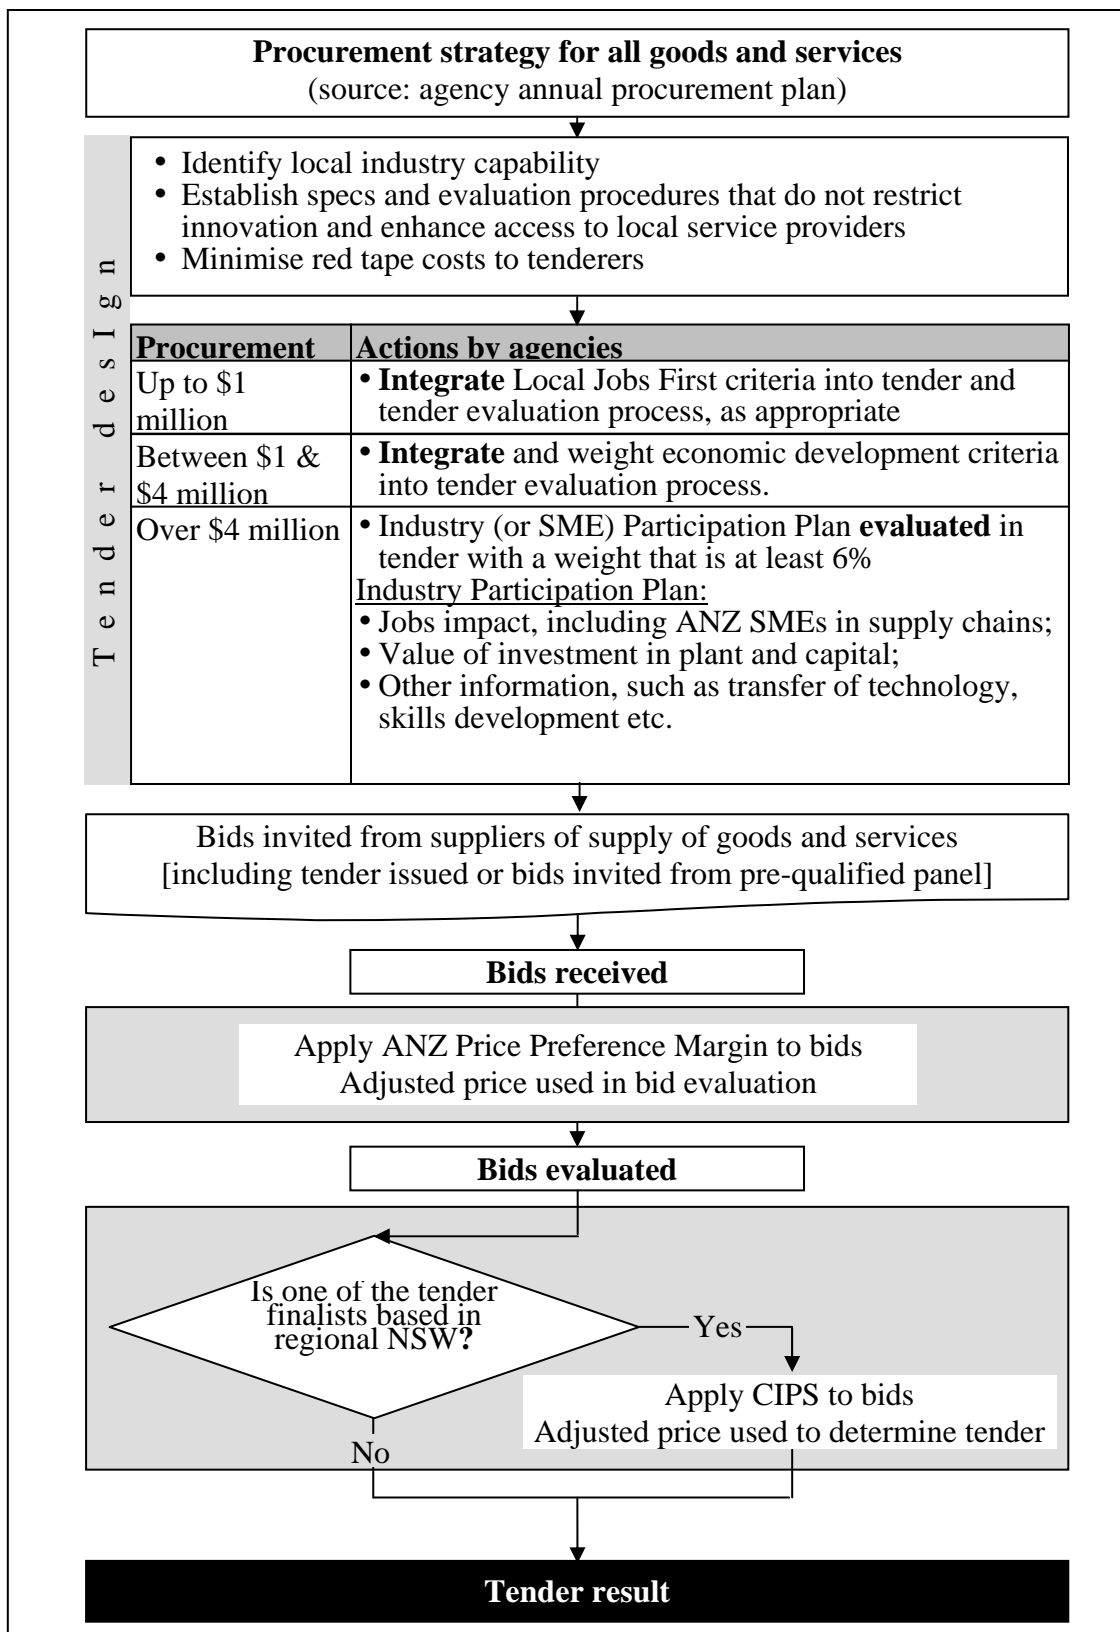 Procurement strategy for all goods and services
(source: agency annual procurement plan)
Tender desIgn
• Identify local industry capability
• Establish specs and evaluation procedures that do not restrict
innovation and enhance access to local service providers
• Minimise red tape costs to tenderers
Procurement Actions by agencies
Up to $1
million
• Integrate Local Jobs First criteria into tender and
tender evaluation process, as appropriate
Between $1 &
$4 million
• Integrate and weight economic development criteria
into tender evaluation process.
Over $4 million
• Industry (or SME) Participation Plan evaluated in
tender with a weight that is at least 6%
Industry Participation Plan:
• Jobs impact, including ANZ SMEs in supply chains;
• Value of investment in plant and capital;
• Other information, such as transfer of technology,
skills development etc.
Bids invited from suppliers of supply of goods and services
[including tender issued or bids invited from pre-qualified panel]
Bids received
Apply ANZ Price Preference Margin to bids
Adjusted price used in bid evaluation
Bids evaluated
Is one of the tender
finalists based in
regional NSW?
Yes
Apply CIPS to bids
Adjusted price used to determine tender
No
Tender result